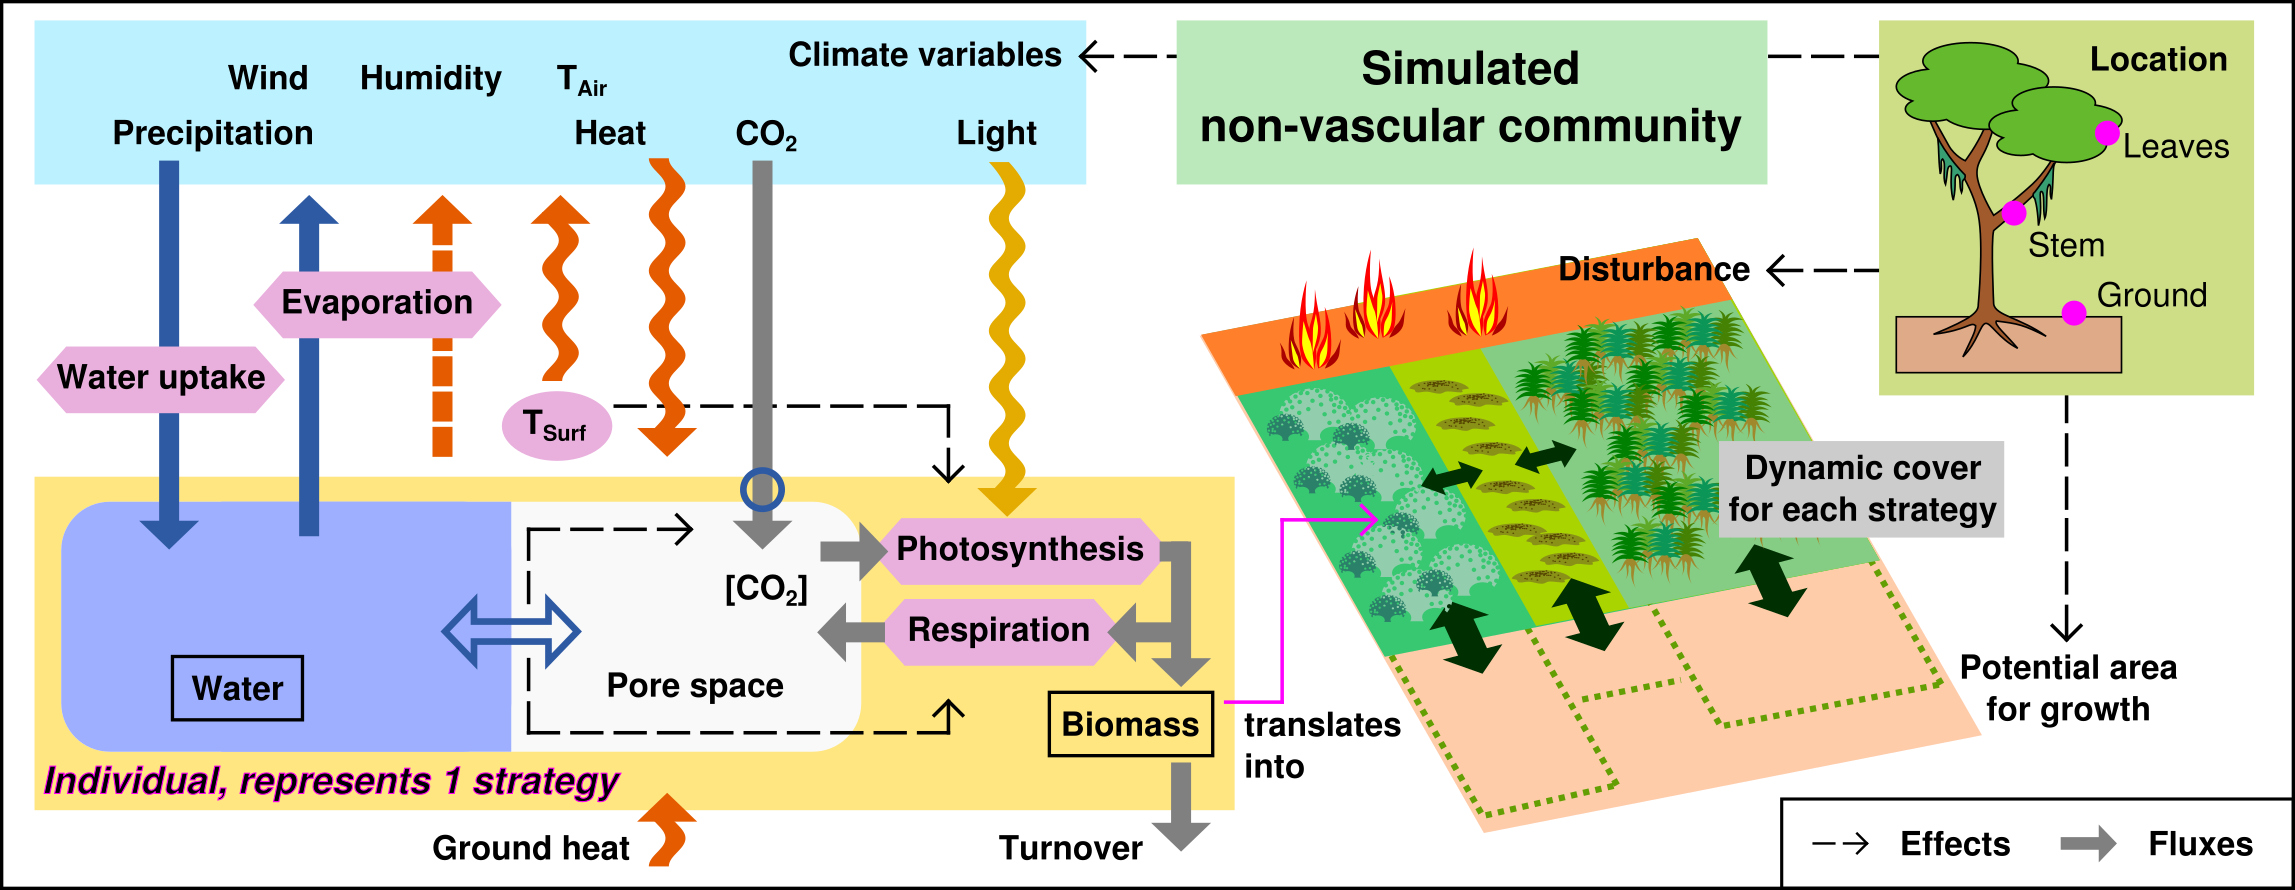 Climate variables
Wind Humidity T_Air
Precipitation Heat CO₂ Light
Simulated
non-vascular community
Location
Leaves
Stem
Ground
Disturbance
Evaporation
Water uptake
T_Surf
Dynamic cover
for each strategy
Photosynthesis
[CO₂]
Respiration
Water
Pore space
Biomass
translates
into
Potential area
for growth
Individual, represents 1 strategy
Ground heat
Turnover
Effects Fluxes